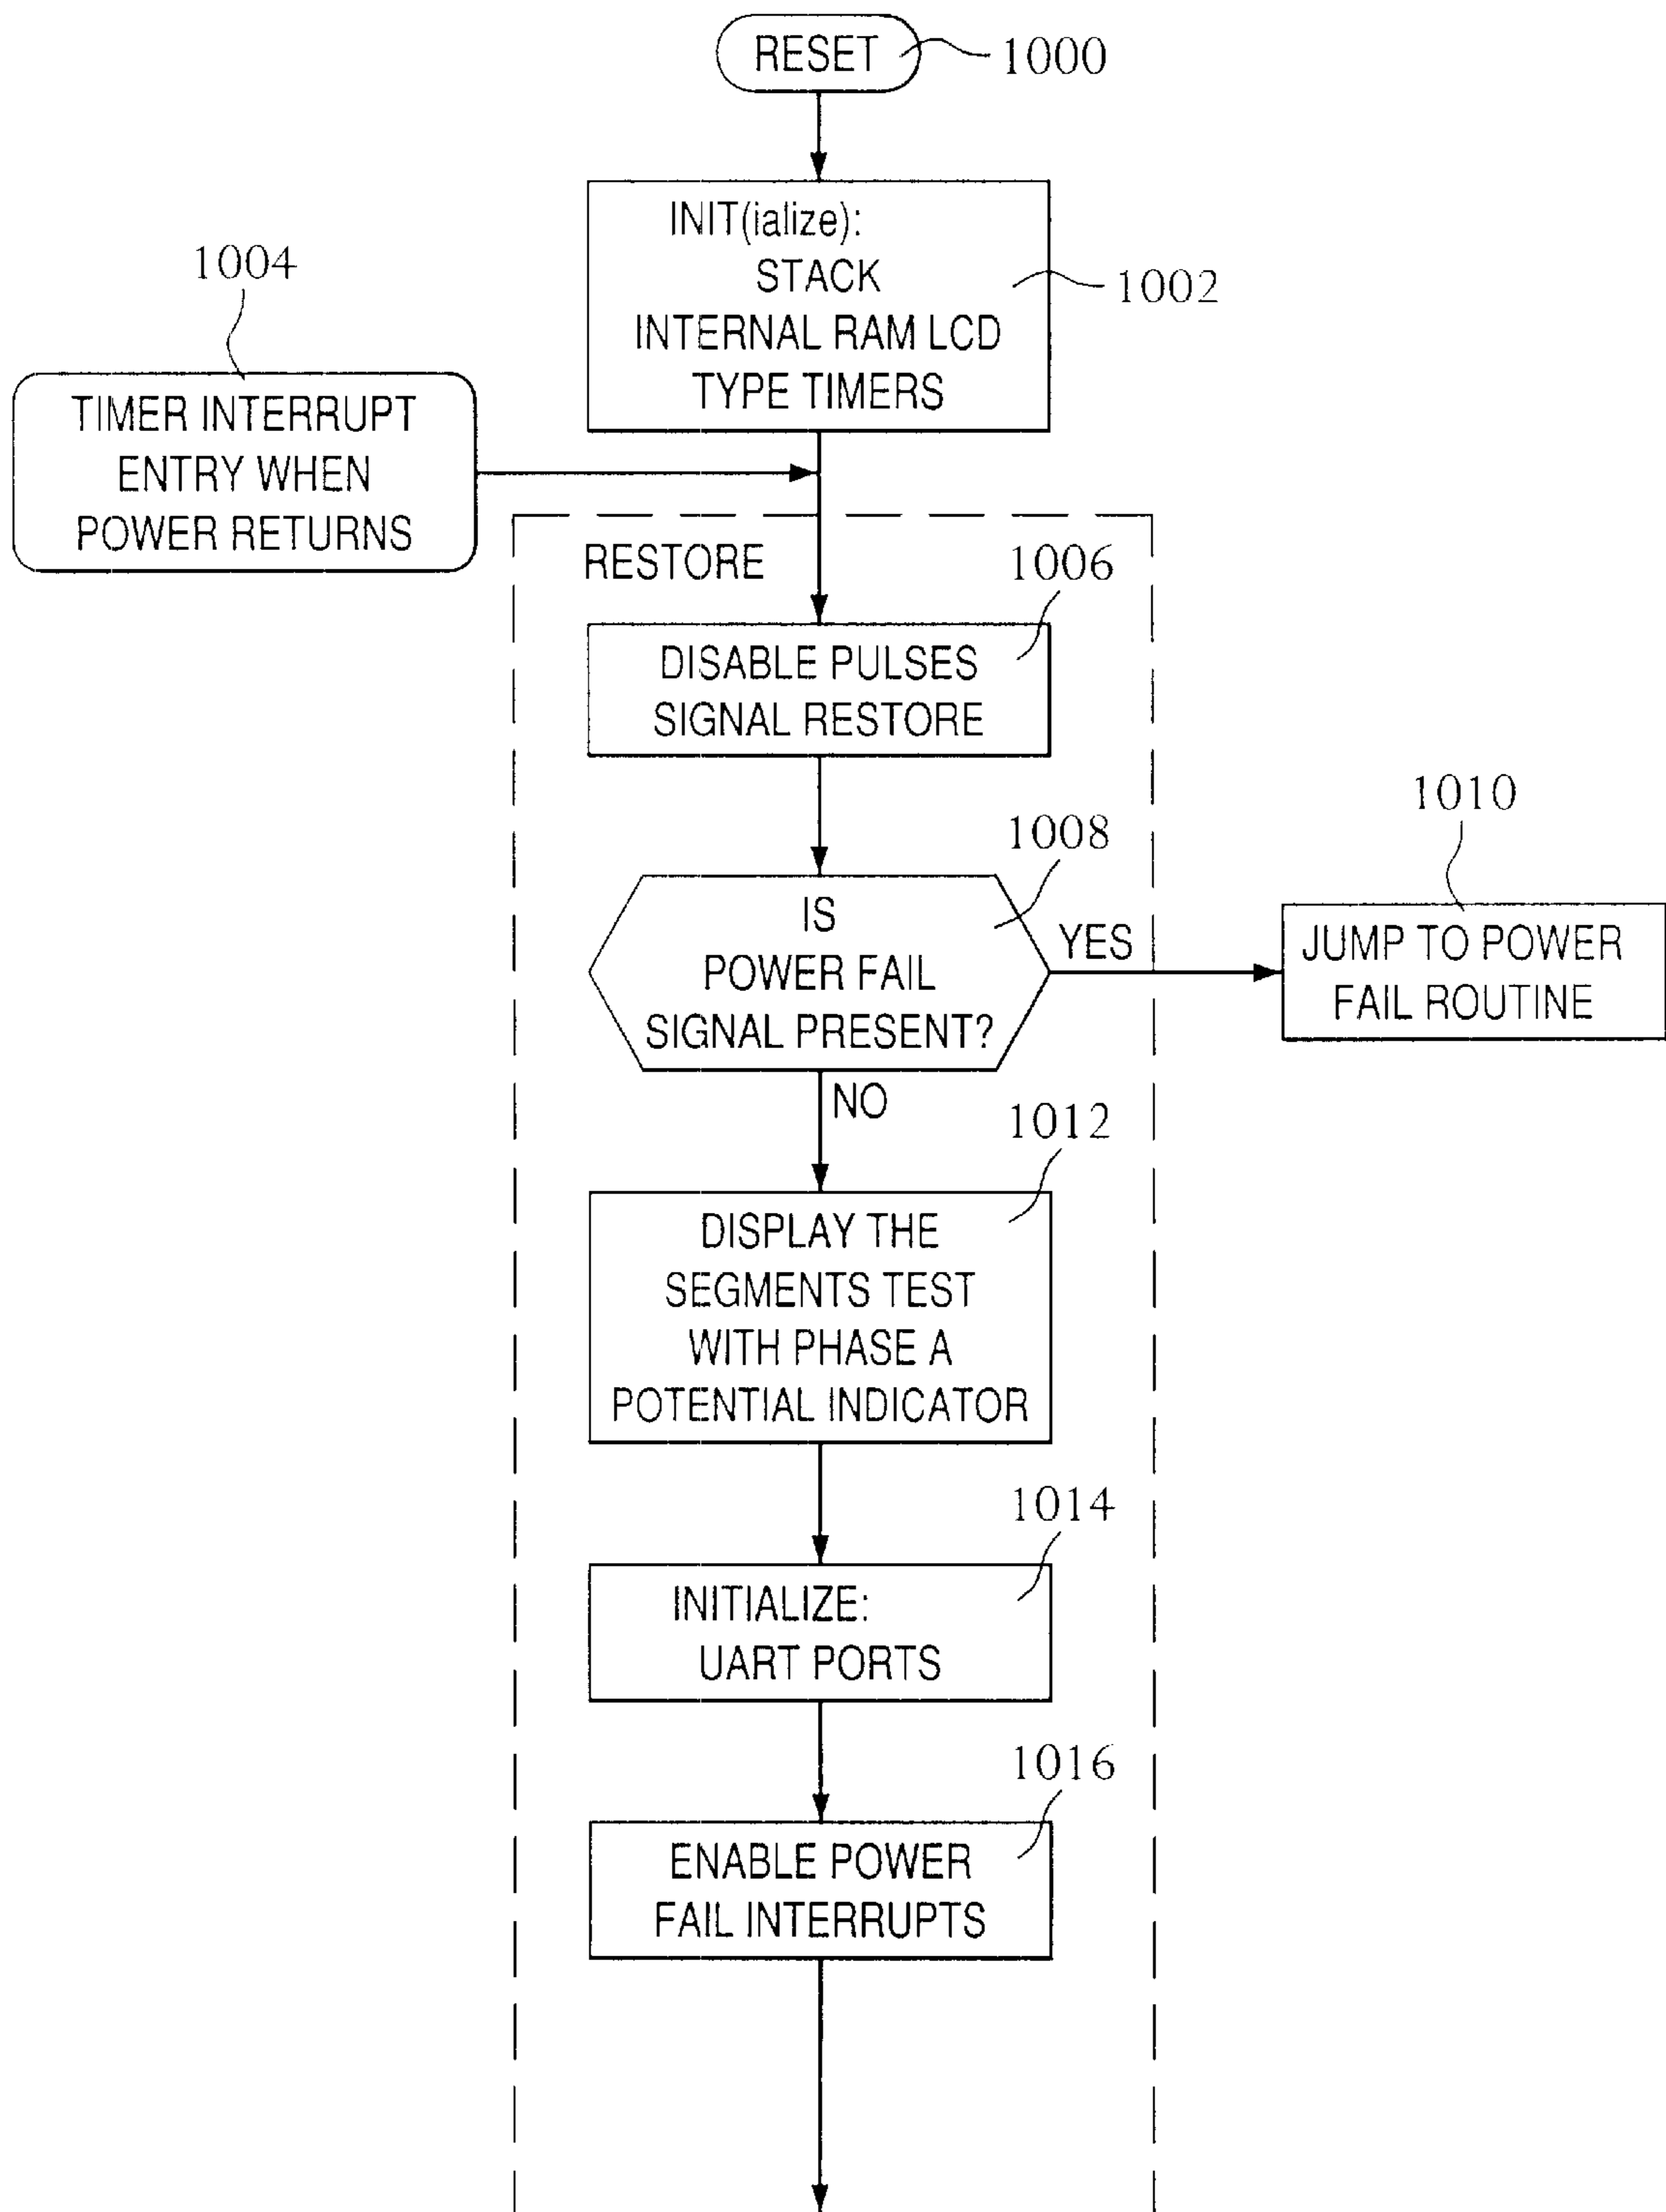 RESET
1000
INIT(ialize):
STACK
INTERNAL RAM LCD
TYPE TIMERS
1002
1004
TIMER INTERRUPT
ENTRY WHEN
POWER RETURNS
RESTORE
1006
DISABLE PULSES
SIGNAL RESTORE
1008
IS
POWER FAIL
SIGNAL PRESENT?
YES
1010
JUMP TO POWER
FAIL ROUTINE
NO
1012
DISPLAY THE
SEGMENTS TEST
WITH PHASE A
POTENTIAL INDICATOR
1014
INITIALIZE:
UART PORTS
1016
ENABLE POWER
FAIL INTERRUPTS